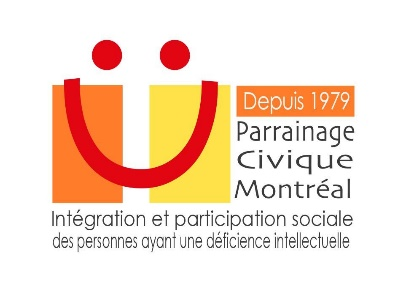 Depuis 1979
Parrainage
Civique
Montréal
Intégration et participation sociale
des personnes ayant une déficience intellectuelle